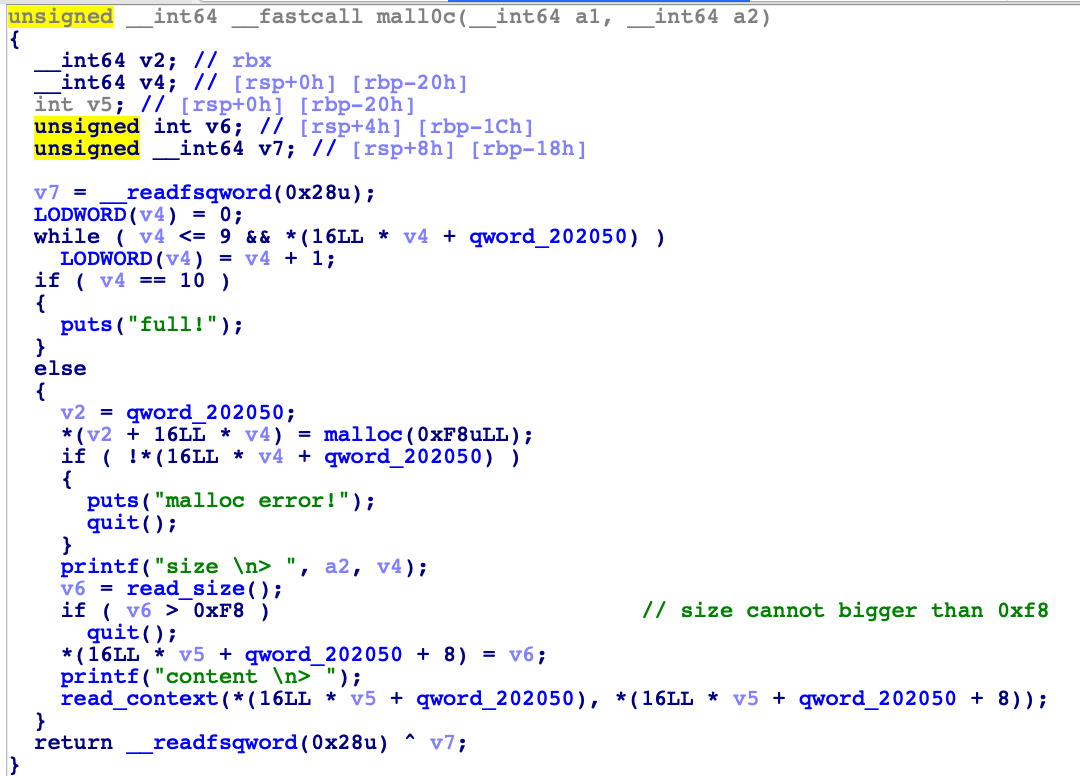 unsigned __int64 __fastcall mall0c(__int64 a1, __int64 a2)
{
  __int64 v2; // rbx
  __int64 v4; // [rsp+0h] [rbp-20h]
  int v5; // [rsp+0h] [rbp-20h]
  unsigned int v6; // [rsp+4h] [rbp-1Ch]
  unsigned __int64 v7; // [rsp+8h] [rbp-18h]

  v7 = __readfsqword(0x28u);
  LODWORD(v4) = 0;
  while ( v4 <= 9 && *(16LL * v4 + qword_202050) )
    LODWORD(v4) = v4 + 1;
  if ( v4 == 10 )
  {
    puts("full!");
  }
  else
  {
    v2 = qword_202050;
    *(v2 + 16LL * v4) = malloc(0xF8uLL);
    if ( !*(16LL * v4 + qword_202050) )
    {
      puts("malloc error!");
      quit();
    }
    printf("size \n> ", a2, v4);
    v6 = read_size();
    if ( v6 > 0xF8 )                            // size cannot bigger than 0xf8
      quit();
    *(16LL * v5 + qword_202050 + 8) = v6;
    printf("content \n> ");
    read_context(*(16LL * v5 + qword_202050), *(16LL * v5 + qword_202050 + 8));
  }
  return __readfsqword(0x28u) ^ v7;
}